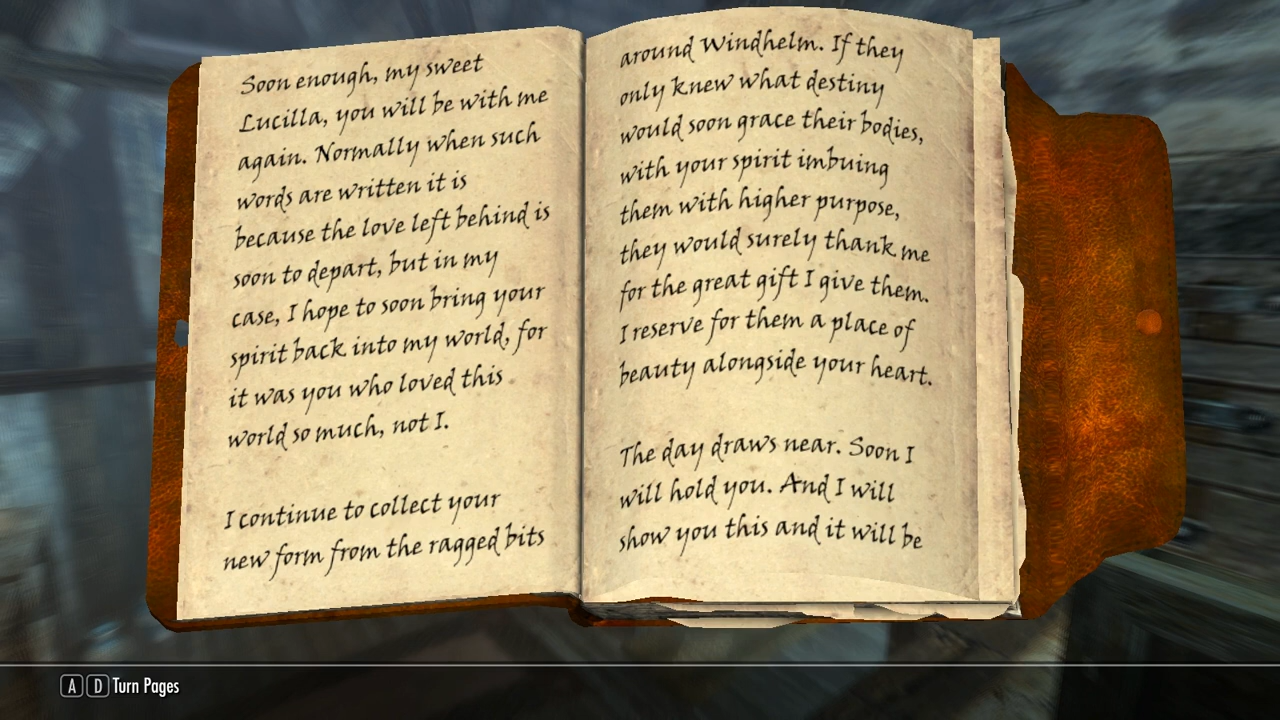 Soon enough, my sweet
Lucilla, you will be with me
again. Normally when such
words are written it is
because the love left behind is
soon to depart, but in my
case, I hope to soon bring your
spirit back into my world, for
it was you who loved this
world so much, not I.
I continue to collect your
new form from the ragged bits
around Windhelm. If they
only knew what destiny
would soon grace their bodies,
with your spirit imbuing
them with higher purpose,
they would surely thank me
for the great gift I give them.
I reserve for them a place of
beauty alongside your heart.
The day draws near. Soon I
will hold you. And I will
show you this and it will be
A D Turn Pages